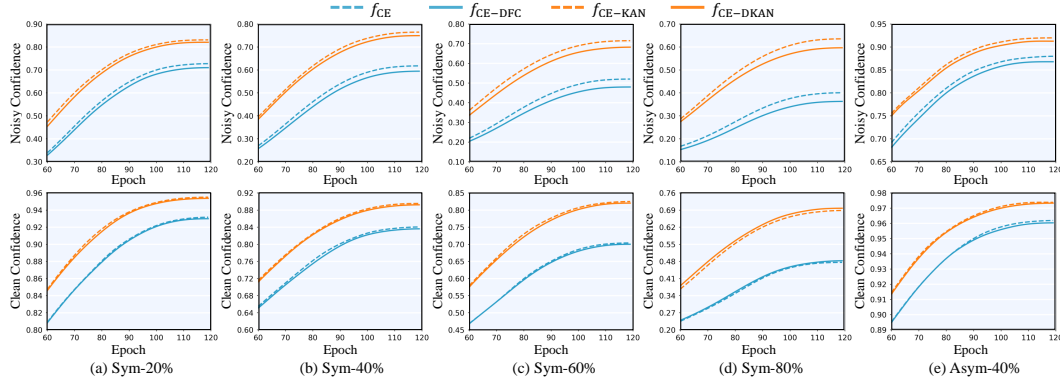 f_CE f_CE−DFC f_CE−KAN f_CE−DKAN
Noisy Confidence
0.90
0.80
0.70
0.60
0.50
0.40
0.30
60 70 80 90 100 110 120
Epoch
Noisy Confidence
0.80
0.70
0.60
0.50
0.40
0.30
0.20
60 70 80 90 100 110 120
Epoch
Noisy Confidence
0.80
0.70
0.60
0.50
0.40
0.30
0.20
0.10
60 70 80 90 100 110 120
Epoch
Noisy Confidence
0.70
0.60
0.50
0.40
0.30
0.20
0.10
60 70 80 90 100 110 120
Epoch
Noisy Confidence
0.95
0.90
0.85
0.80
0.75
0.70
0.65
60 70 80 90 100 110 120
Epoch
Clean Confidence
0.96
0.94
0.92
0.90
0.88
0.86
0.84
0.82
0.80
60 70 80 90 100 110 120
Epoch
(a) Sym-20%
Clean Confidence
0.92
0.88
0.84
0.80
0.76
0.72
0.68
0.64
0.60
60 70 80 90 100 110 120
Epoch
(b) Sym-40%
Clean Confidence
0.85
0.80
0.75
0.70
0.65
0.60
0.55
0.50
0.45
60 70 80 90 100 110 120
Epoch
(c) Sym-60%
Clean Confidence
0.76
0.69
0.62
0.55
0.48
0.41
0.34
0.27
0.20
60 70 80 90 100 110 120
Epoch
(d) Sym-80%
Clean Confidence
0.98
0.97
0.96
0.95
0.94
0.93
0.92
0.91
0.90
0.89
60 70 80 90 100 110 120
Epoch
(e) Asym-40%